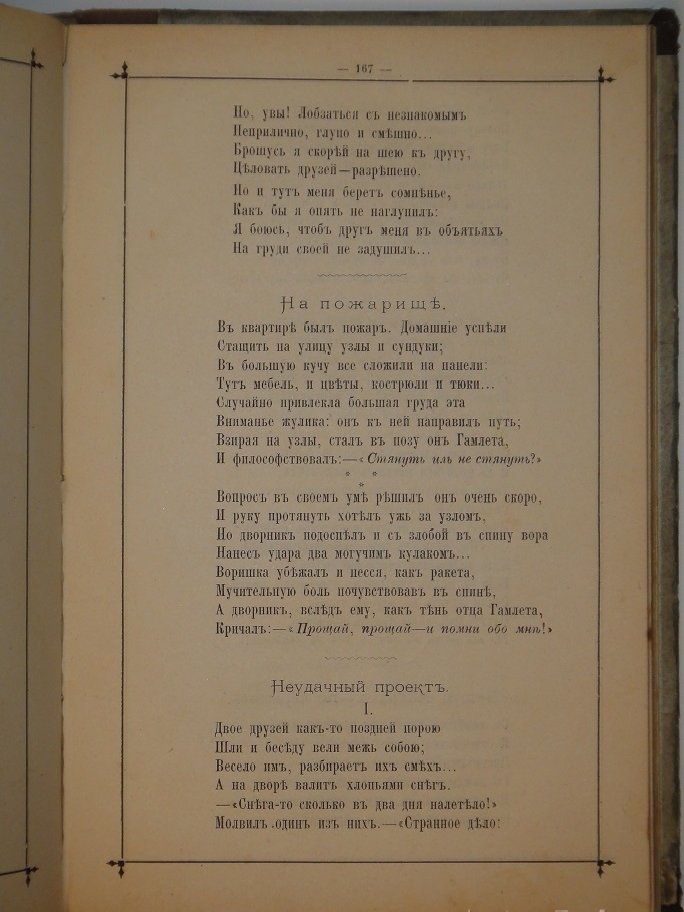 — 167 —
Но, увы! Лобзаться съ незнакомымъ
Неприлично, глупо и смѣшно...
Брошусь я скорѣй на шею къ другу,
Цѣловать друзей—разрѣшено.
Но и тутъ меня беретъ сомнѣнье,
Какъ бы я опять не наглупилъ:
Я боюсь, чтобъ другъ меня въ объятьяхъ
На груди своей не задушилъ...
На пожарищѣ.
Въ квартирѣ былъ пожаръ. Домашніе успѣли
Стащить на улицу узлы и сундуки;
Въ большую кучу все сложили на панели:
Тутъ мебель, и цвѣты, кострюли и тюки...
Случайно привлекла большая груда эта
Вниманье жулика: онъ къ ней направилъ путь;
Взирая на узлы, сталъ въ позу онъ Гамлета,
И философствовалъ:—«Стянуть иль не стянуть?»
* *
*
Вопросъ въ своемъ умѣ рѣшилъ онъ очень скоро,
И руку протянуть хотѣлъ ужь за узломъ,
Но дворникъ подоспѣлъ и съ злобой въ спину вора
Нанесъ удара два могучимъ кулакомъ...
Воришка убѣжалъ и несся, какъ ракета,
Мучительную боль почувствовавъ въ спинѣ,
А дворникъ, вслѣдъ ему, какъ тѣнь отца Гамлета,
Кричалъ:—«Прощай, прощай—и помни обо мнѣ!»
Неудачный проектъ.
I.
Двое друзей какъ-то поздней порою
Шли и бесѣду вели межь собою;
Весело имъ, разбираетъ ихъ смѣхъ...
А на дворѣ валитъ хлопьями снѣгъ.
—«Снѣга-то сколько въ два дня налетѣло!»
Молвилъ одинъ изъ нихъ.—«Странное дѣло: